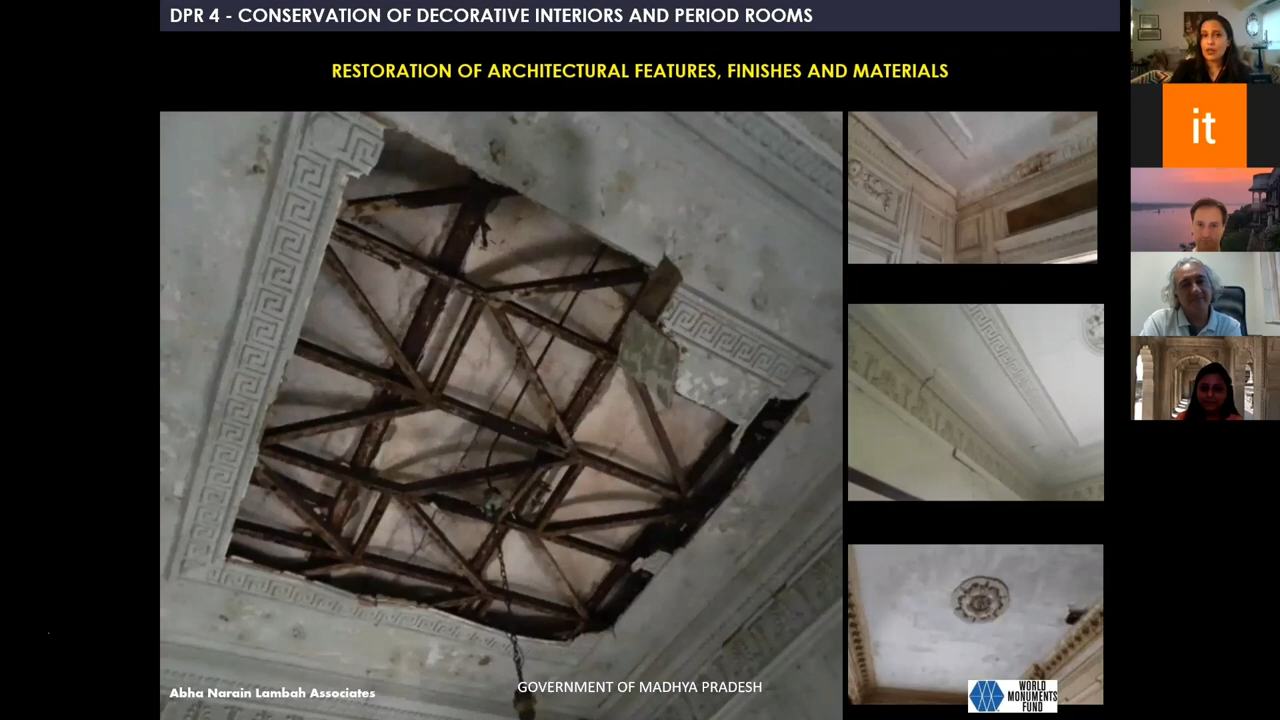 DPR 4 - CONSERVATION OF DECORATIVE INTERIORS AND PERIOD ROOMS
RESTORATION OF ARCHITECTURAL FEATURES, FINISHES AND MATERIALS
it
Abha Narain Lambah Associates
GOVERNMENT OF MADHYA PRADESH
WORLD
MONUMENTS
FUND